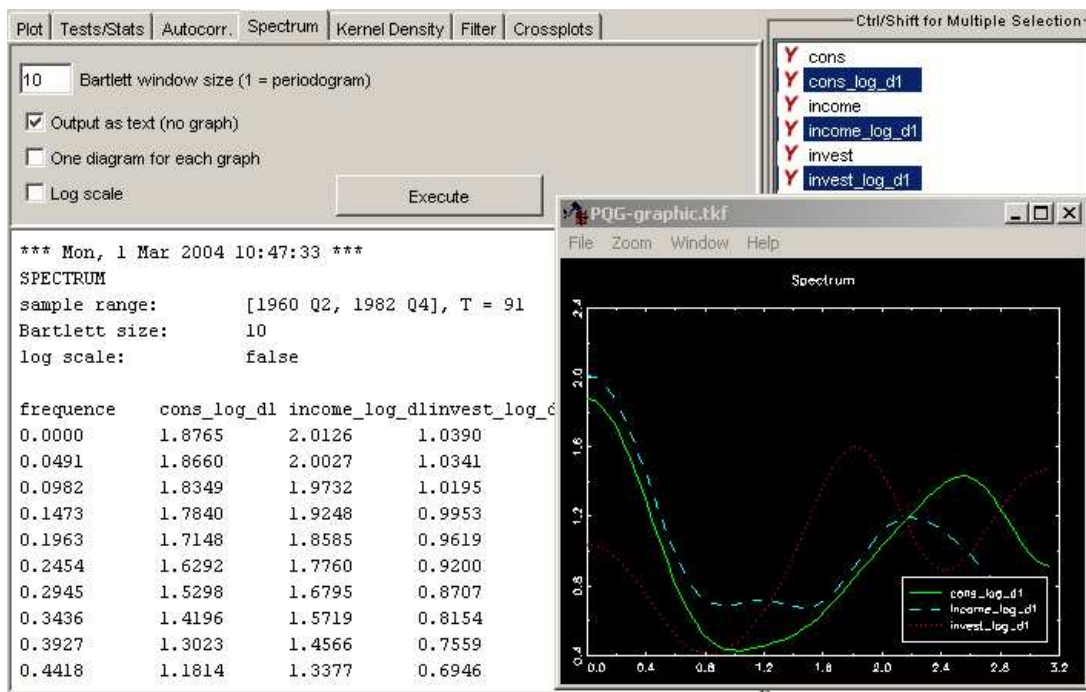 Plot Tests/Stats Autocorr. Spectrum Kernel Density Filter Crossplots
Ctrl/Shift for Multiple Selection
10 Bartlett window size (1 = periodogram)
Output as text (no graph)
One diagram for each graph
Log scale
Execute
Y cons
Y cons_log_d1
Y income
Y income_log_d1
Y invest
Y invest_log_d1
*** Mon, 1 Mar 2004 10:47:33 ***
SPECTRUM
sample range: [1960 Q2, 1982 Q4], T = 91
Bartlett size: 10
log scale: false
frequence cons_log_d1 income_log_d1invest_log_d
0.0000 1.8765 2.0126 1.0390
0.0491 1.8660 2.0027 1.0341
0.0982 1.8349 1.9732 1.0195
0.1473 1.7840 1.9248 0.9953
0.1963 1.7148 1.8585 0.9619
0.2454 1.6292 1.7760 0.9200
0.2945 1.5298 1.6795 0.8707
0.3436 1.4196 1.5719 0.8154
0.3927 1.3023 1.4566 0.7559
0.4418 1.1814 1.3377 0.6946
PQG-graphic.tkf
File Zoom Window Help
Spectrum
2.4
2.0
1.6
1.2
0.8
0.4
0.0 0.4 0.8 1.2 1.6 2.0 2.4 2.8 3.2
cons_log_d1
income_log_d1
invest_log_d1